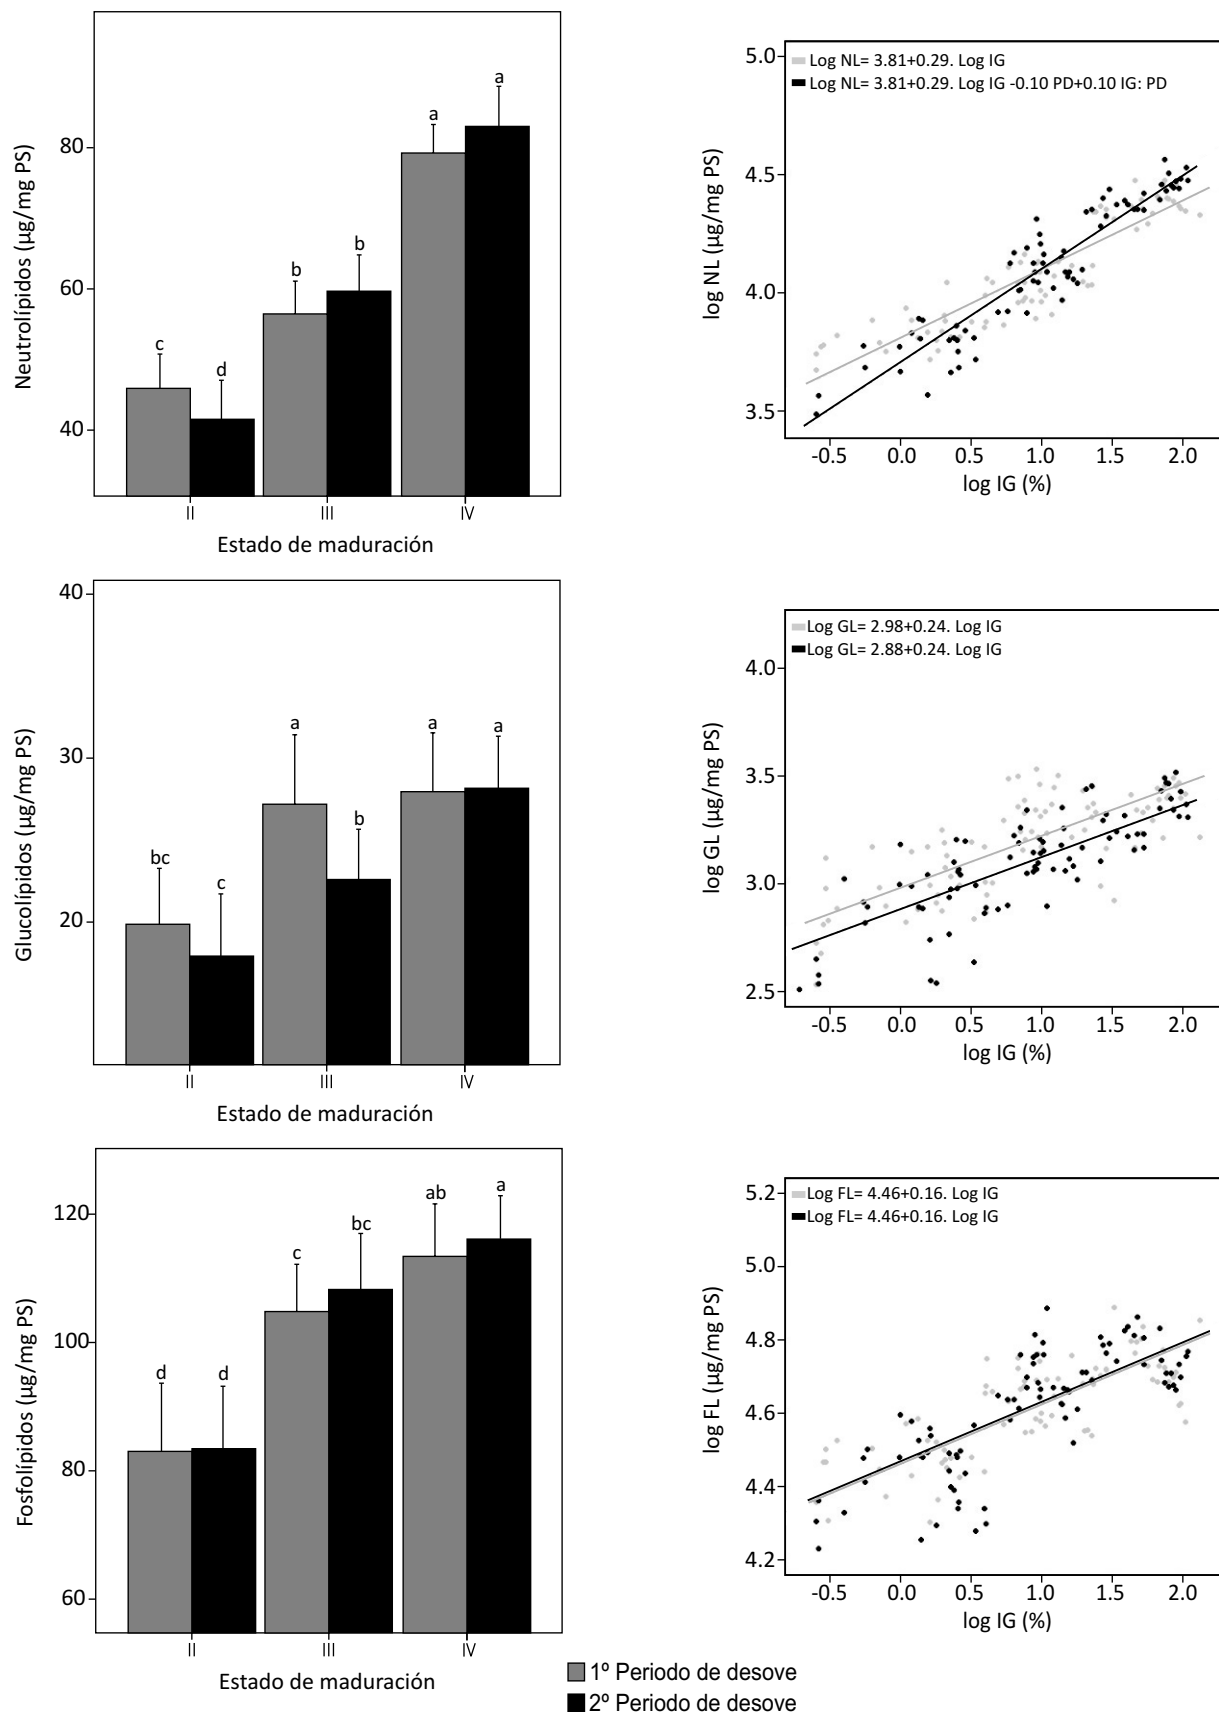 Neutrolípidos (µg/mg PS)
80
60
40
c
d
b
b
a
a
II
III
IV
Estado de maduración
log NL (µg/mg PS)
5.0
4.5
4.0
3.5
Log NL= 3.81+0.29. Log IG
Log NL= 3.81+0.29. Log IG -0.10 PD+0.10 IG: PD
-0.5
0.0
0.5
1.0
1.5
2.0
log IG (%)
Glucolípidos (µg/mg PS)
40
30
20
bc
c
a
b
a
a
II
III
IV
Estado de maduración
log GL (µg/mg PS)
4.0
3.5
3.0
2.5
Log GL= 2.98+0.24. Log IG
Log GL= 2.88+0.24. Log IG
-0.5
0.0
0.5
1.0
1.5
2.0
log IG (%)
Fosfolípidos (µg/mg PS)
120
100
80
60
d
d
c
bc
ab
a
II
III
IV
Estado de maduración
log FL (µg/mg PS)
5.2
5.0
4.8
4.6
4.4
4.2
Log FL= 4.46+0.16. Log IG
Log FL= 4.46+0.16. Log IG
-0.5
0.0
0.5
1.0
1.5
2.0
log IG (%)
1º Periodo de desove
2º Periodo de desove